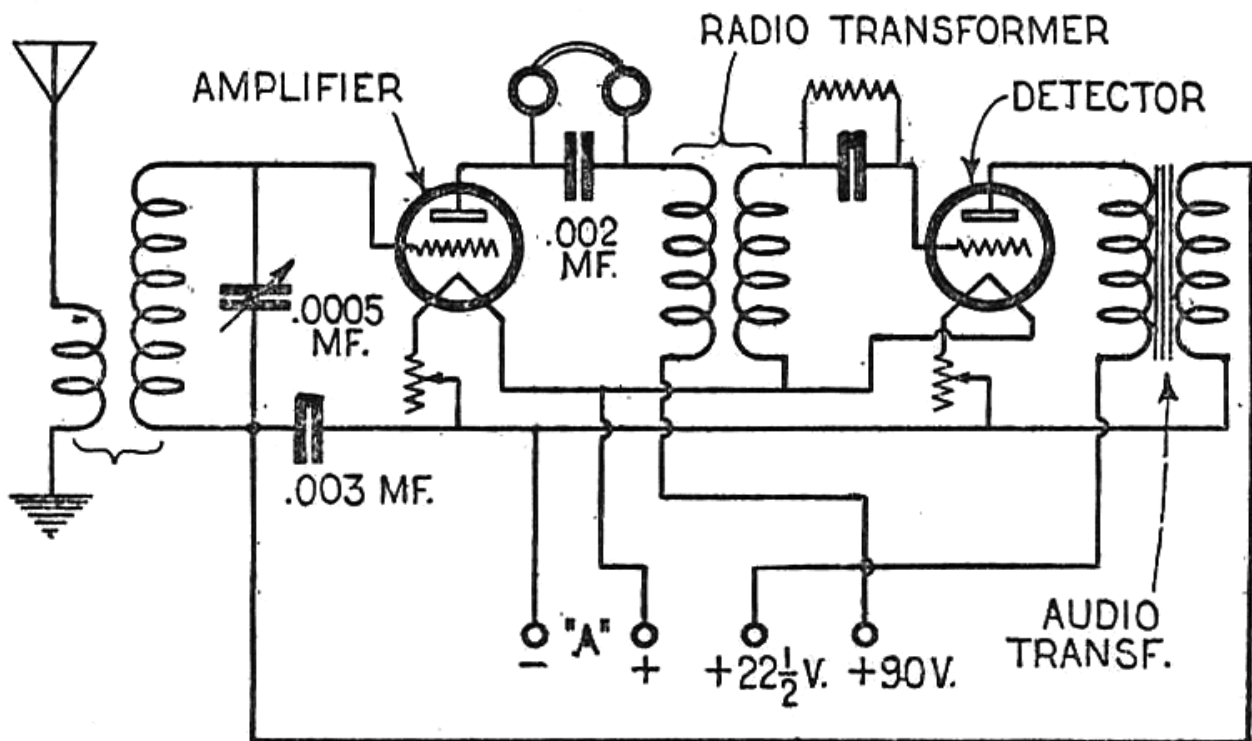 RADIO TRANSFORMER
AMPLIFIER
DETECTOR
.002
MF.
.0005
MF.
.003 MF.
"A"
− +
+22½V. +90V.
AUDIO
TRANSF.